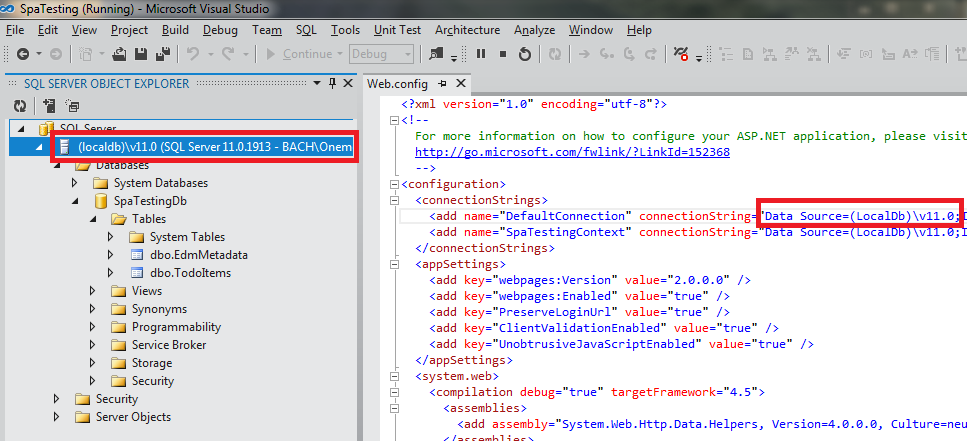 SpaTesting (Running) - Microsoft Visual Studio
File Edit View Project Build Debug Team SQL Tools Unit Test Architecture Analyze Window Help
Continue Debug
SQL SERVER OBJECT EXPLORER
SQL Server
(localdb)\v11.0 (SQL Server 11.0.1913 - BACH\Onem
Databases
System Databases
SpaTestingDb
Tables
System Tables
dbo.EdmMetadata
dbo.TodoItems
Views
Synonyms
Programmability
Service Broker
Storage
Security
Security
Server Objects
Web.config
<?xml version="1.0" encoding="utf-8"?>
<!--
For more information on how to configure your ASP.NET application, please visit
http://go.microsoft.com/fwlink/?LinkId=152368
-->
<configuration>
<connectionStrings>
<add name="DefaultConnection" connectionString="Data Source=(LocalDb)\v11.0;
<add name="SpaTestingContext" connectionString="Data Source=(LocalDb)\v11.0;
</connectionStrings>
<appSettings>
<add key="webpages:Version" value="2.0.0.0" />
<add key="webpages:Enabled" value="true" />
<add key="PreserveLoginUrl" value="true" />
<add key="ClientValidationEnabled" value="true" />
<add key="UnobtrusiveJavaScriptEnabled" value="true" />
</appSettings>
<system.web>
<compilation debug="true" targetFramework="4.5">
<assemblies>
<add assembly="System.Web.Http.Data.Helpers, Version=4.0.0.0, Culture=neu
</assemblies>